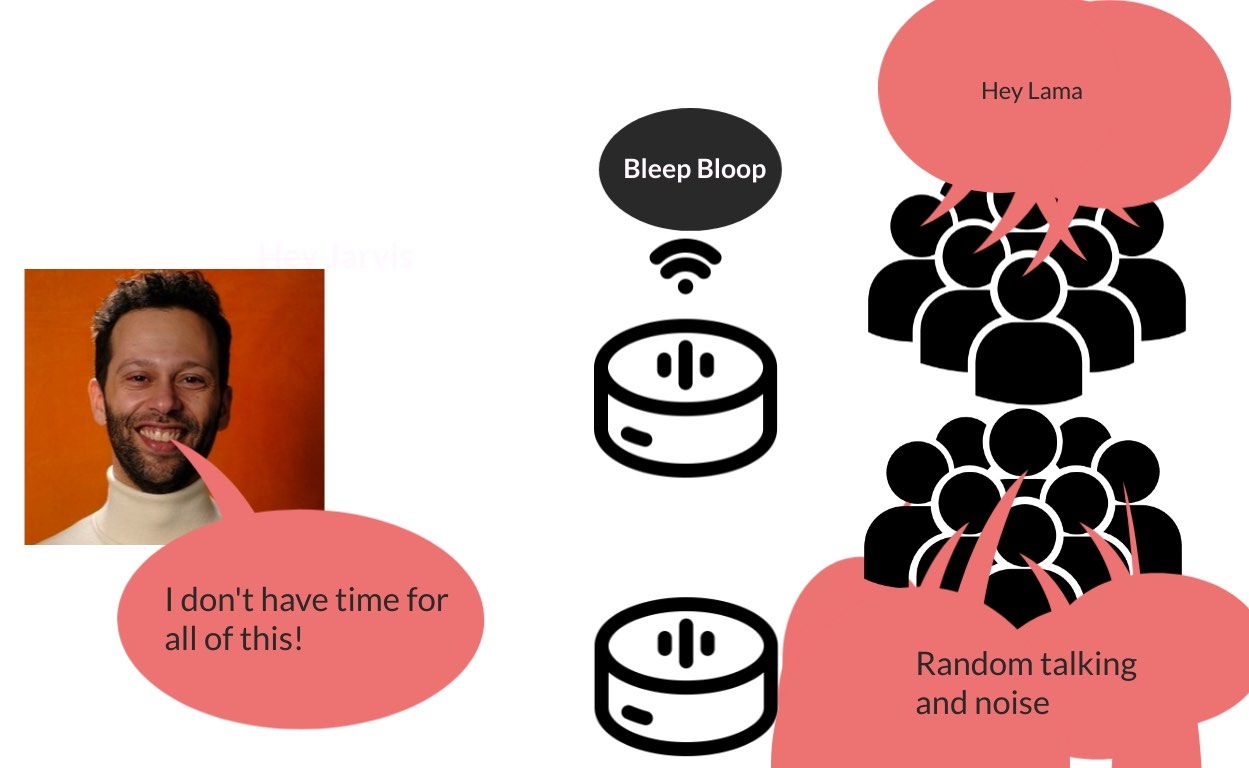 Hey Lama
Bleep Bloop
Hey Jarvis
I don't have time for
all of this!
Random talking
and noise